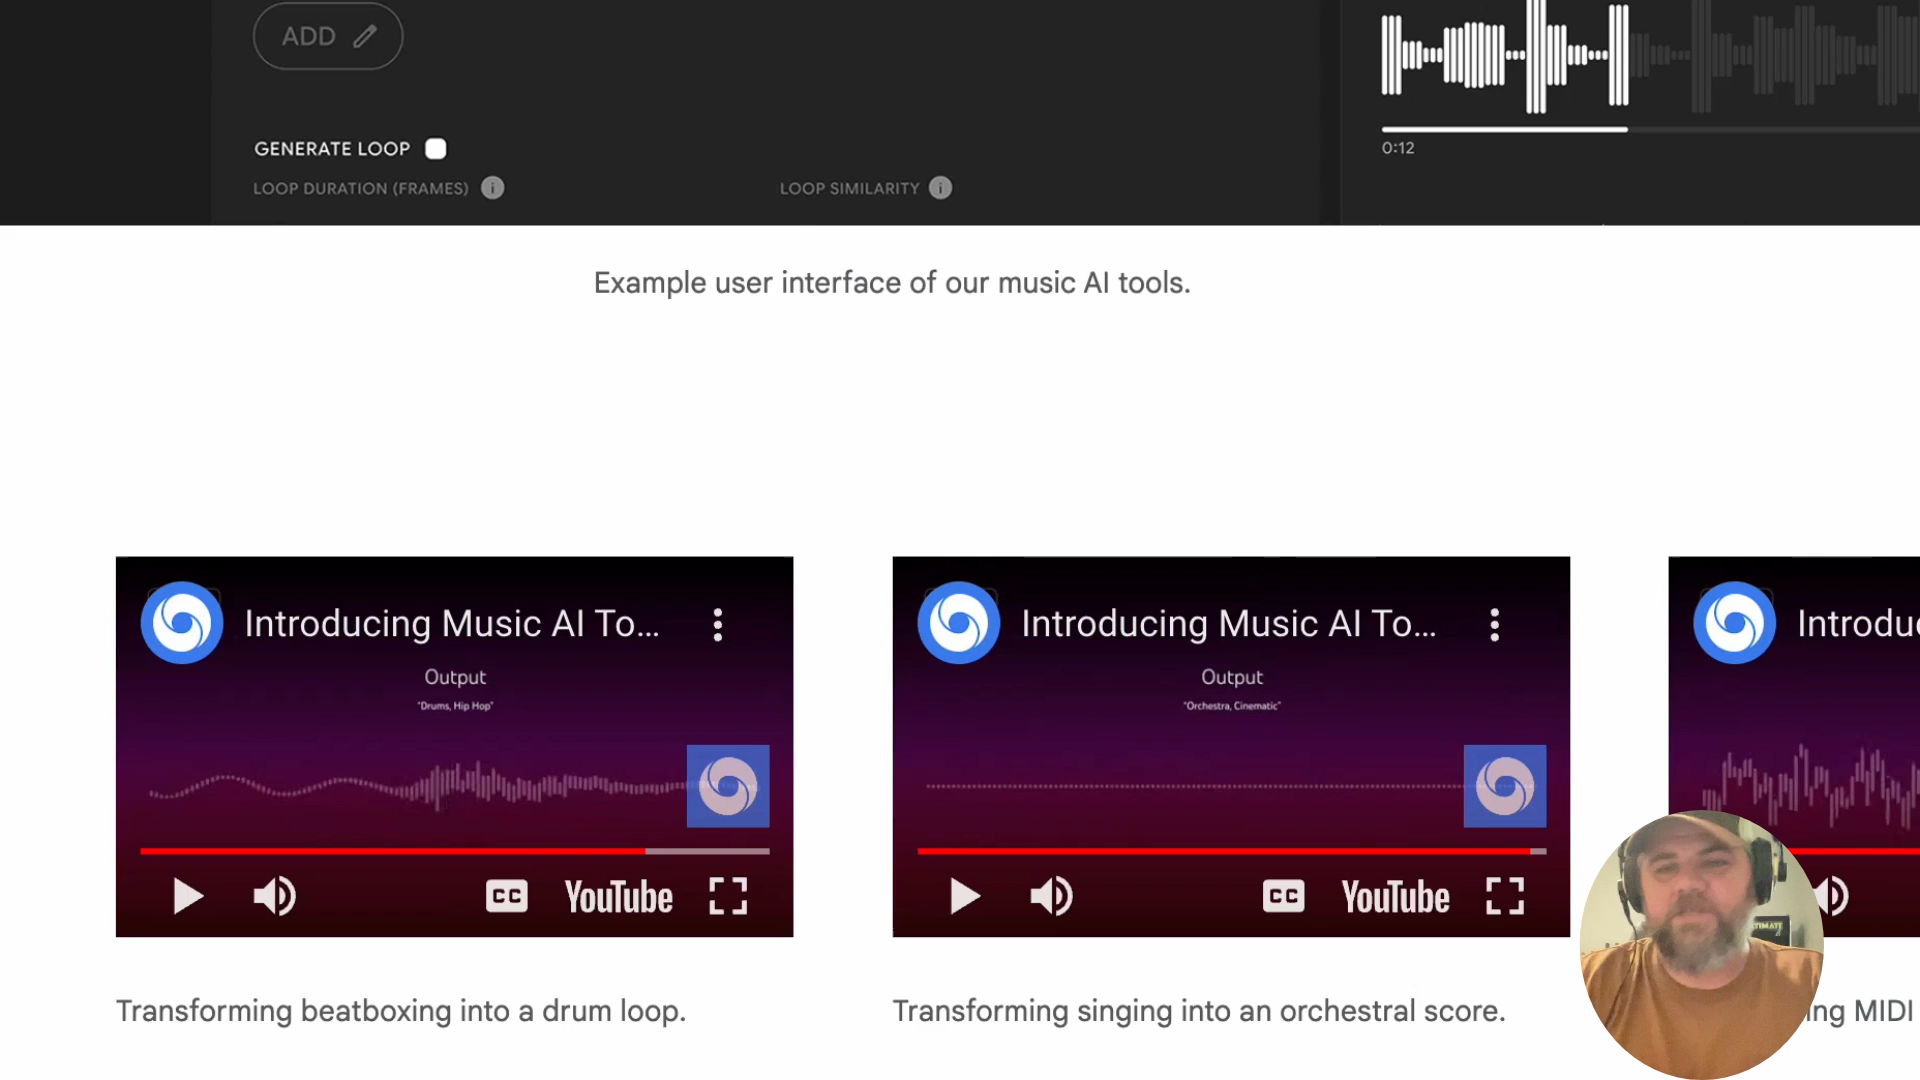 ADD
GENERATE LOOP
LOOP DURATION (FRAMES)
LOOP SIMILARITY
0:12
Example user interface of our music AI tools.
Introducing Music AI To...
Output
"Drums, Hip Hop"
CC
YouTube
Transforming beatboxing into a drum loop.
Introducing Music AI To...
Output
"Orchestra, Cinematic"
CC
YouTube
Transforming singing into an orchestral score.
Introduc
ing MIDI